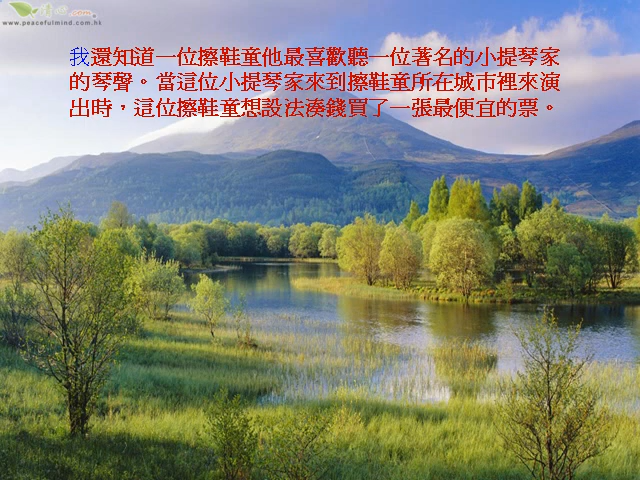 www.peacefulmind.com.hk
我還知道一位擦鞋童他最喜歡聽一位著名的小提琴家
的琴聲。當這位小提琴家來到擦鞋童所在城市裡來演
出時，這位擦鞋童想設法湊錢買了一張最便宜的票。